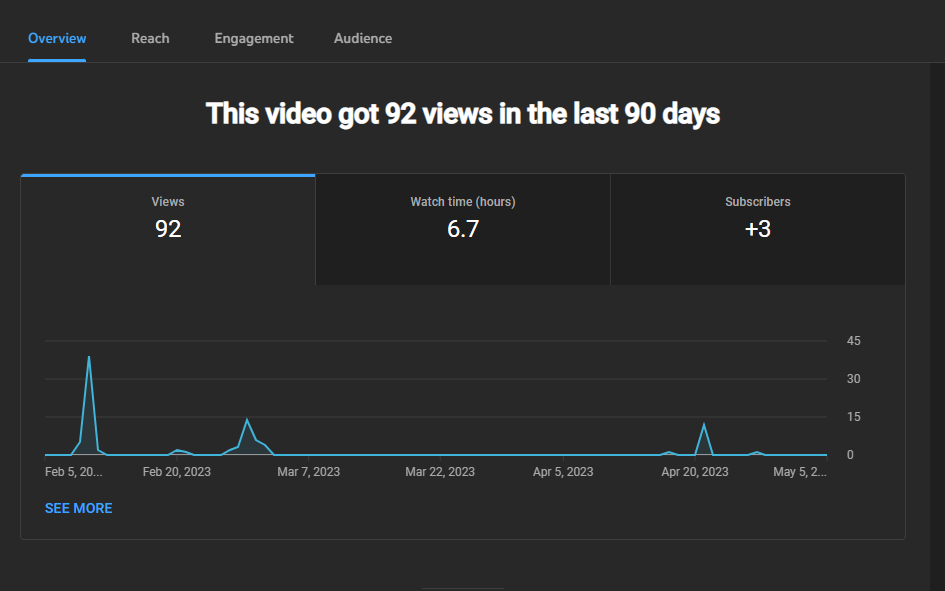 Overview Reach Engagement Audience
This video got 92 views in the last 90 days
Views Watch time (hours) Subscribers
92 6.7 +3
45
30
15
0
Feb 5, 20... Feb 20, 2023 Mar 7, 2023 Mar 22, 2023 Apr 5, 2023 Apr 20, 2023 May 5, 2...
SEE MORE